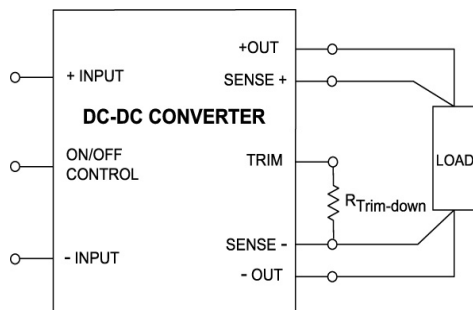 +OUT
+ INPUT
SENSE +
DC-DC CONVERTER
ON/OFF
CONTROL
TRIM
LOAD
RTrim-down
SENSE -
- INPUT
- OUT